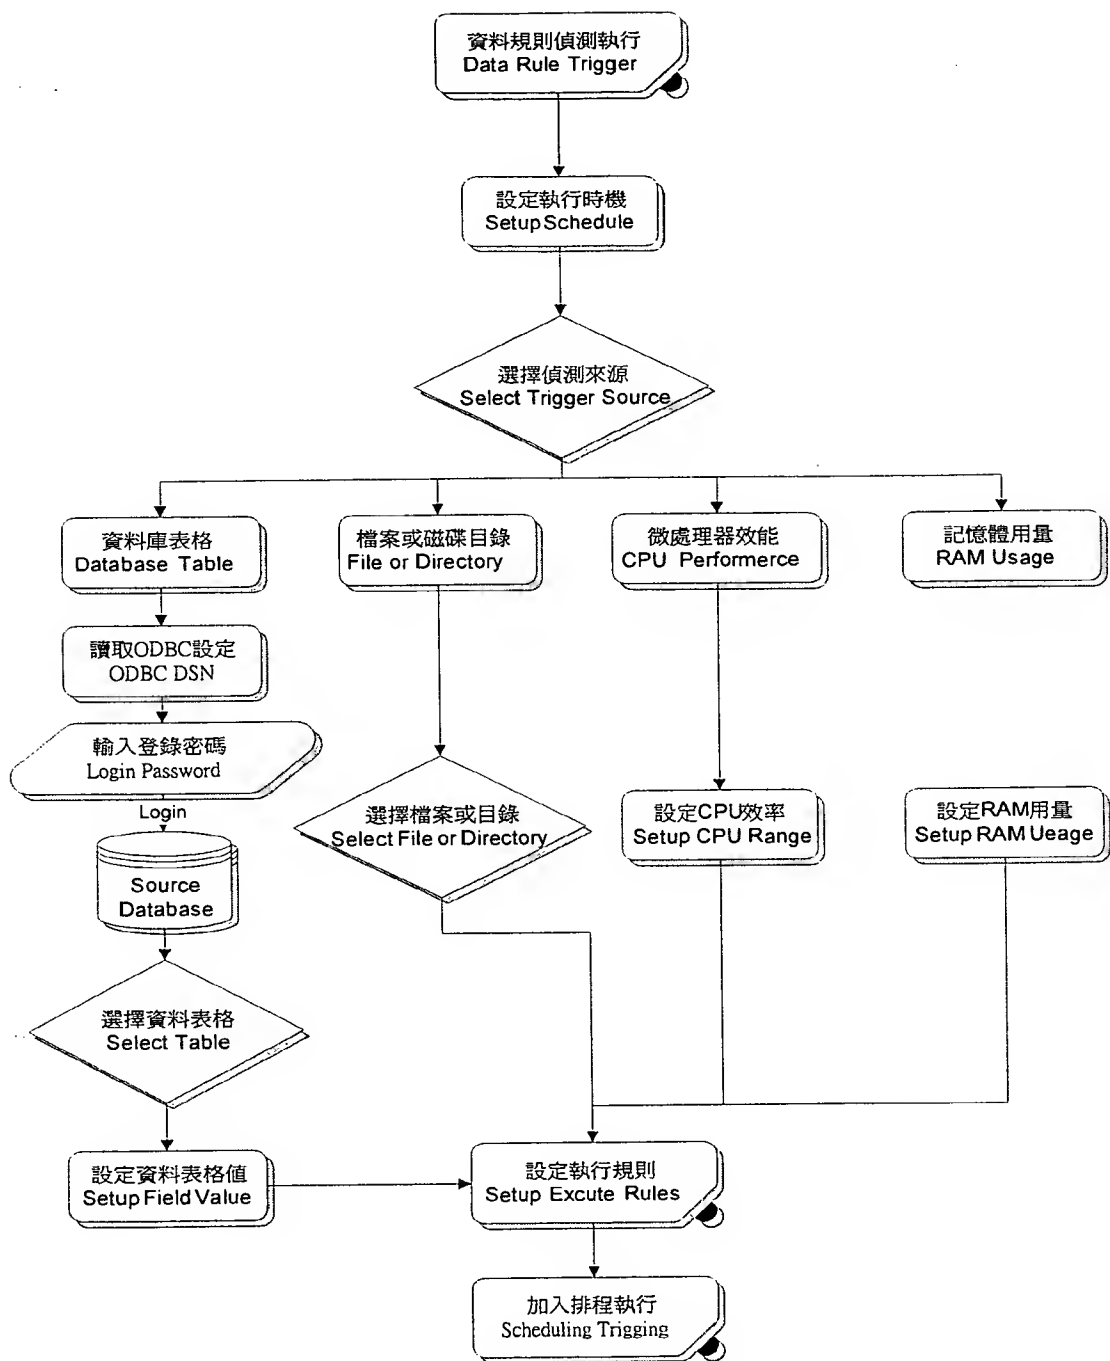 資料規則偵測執行
Data Rule Trigger
設定執行時機
Setup Schedule
選擇偵測來源
Select Trigger Source
資料庫表格
Database Table
檔案或磁碟目錄
File or Directory
微處理器效能
CPU Performerce
記憶體用量
RAM Usage
讀取ODBC設定
ODBC DSN
輸入登錄密碼
Login Password
Login
Source
Database
選擇檔案或目錄
Select File or Directory
設定CPU效率
Setup CPU Range
設定RAM用量
Setup RAM Ueage
選擇資料表格
Select Table
設定資料表格值
Setup Field Value
設定執行規則
Setup Excute Rules
加入排程執行
Scheduling Trigging